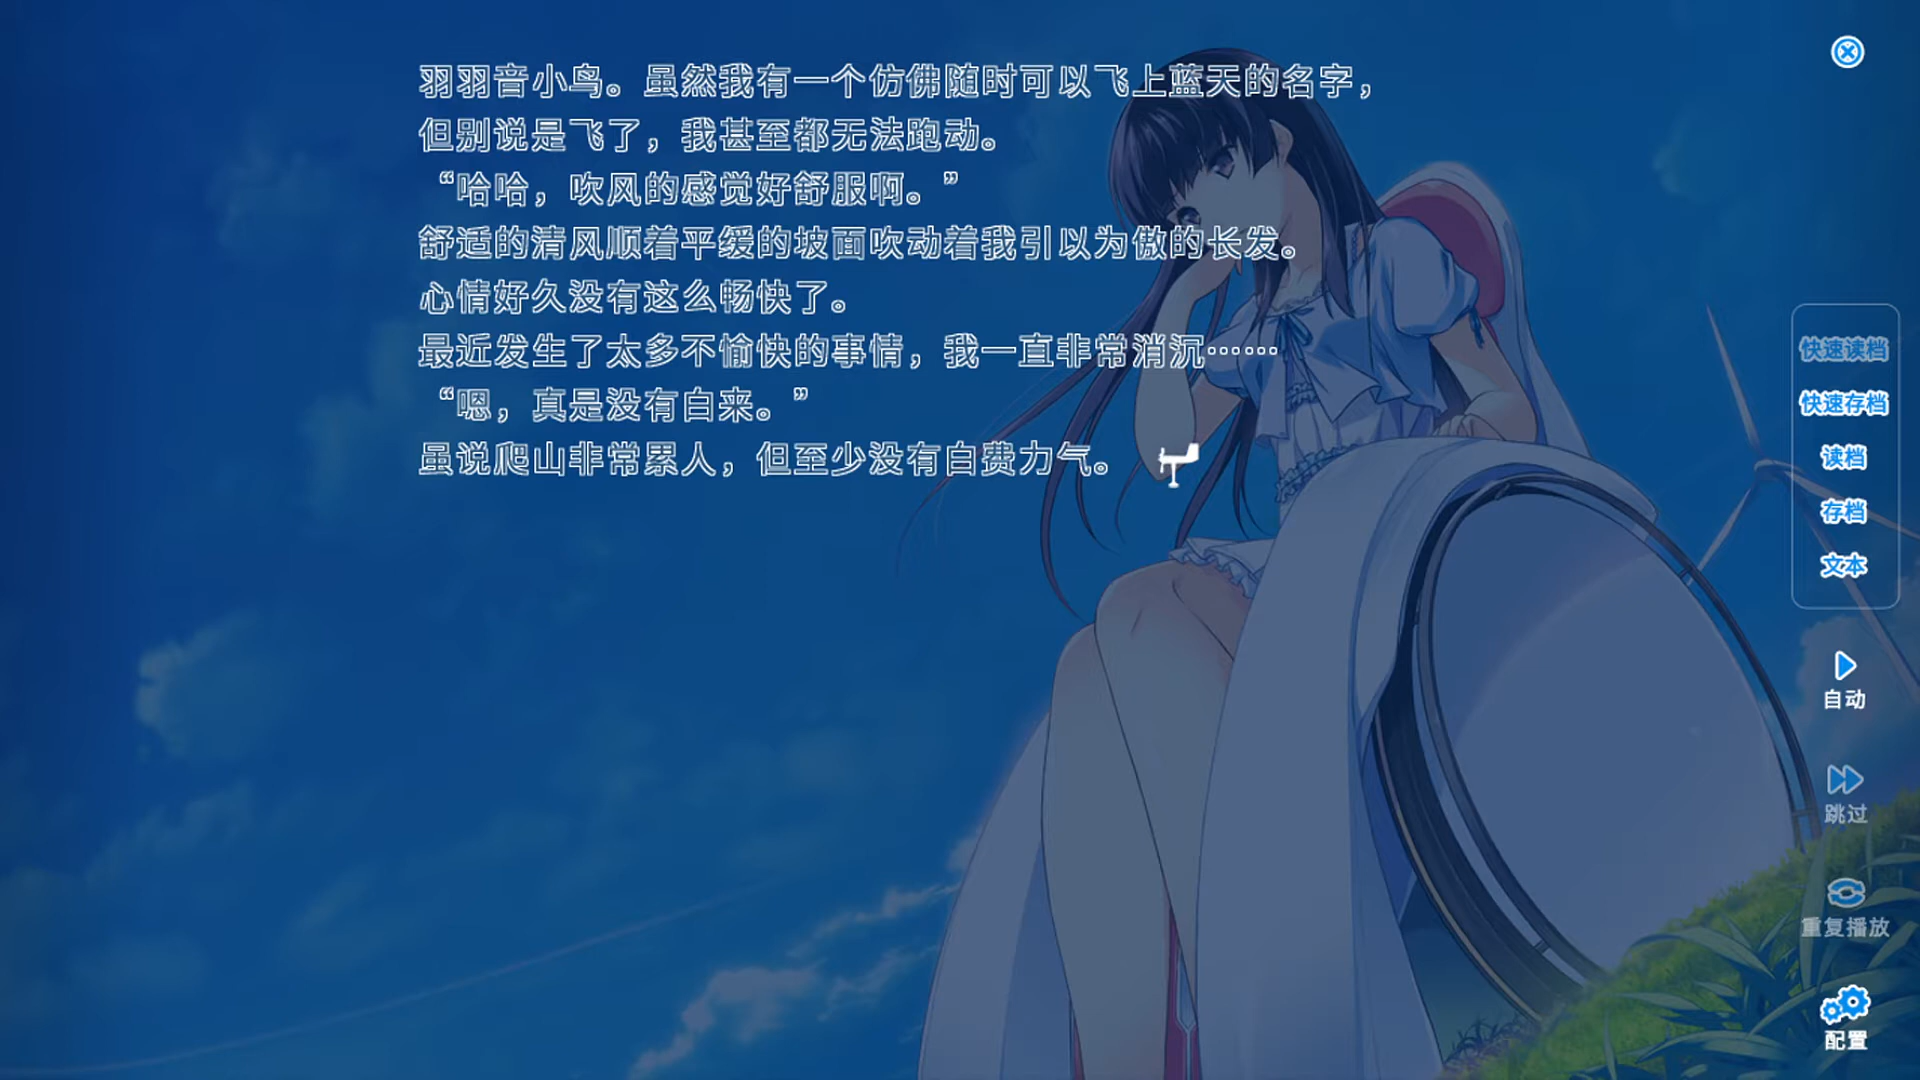 羽羽音小鸟。虽然我有一个仿佛随时可以飞上蓝天的名字，
但别说是飞了，我甚至都无法跑动。
“哈哈，吹风的感觉好舒服啊。”
舒适的清风顺着平缓的坡面吹动着我引以为傲的长发。
心情好久没有这么畅快了。
最近发生了太多不愉快的事情，我一直非常消沉……
“嗯，真是没有白来。”
虽说爬山非常累人，但至少没有白费力气。
快速读档
快速存档
读档
存档
文本
自动
跳过
重复播放
配置